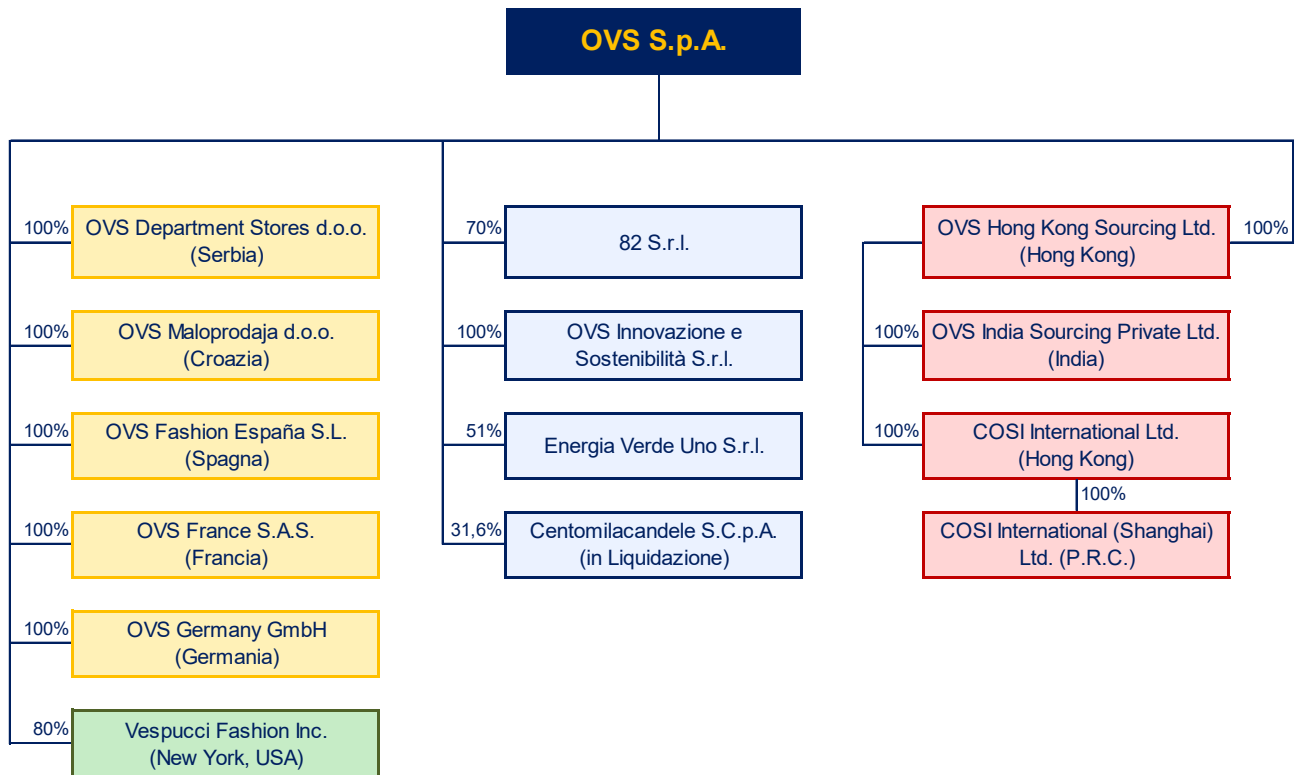 OVS S.p.A.
100%
OVS Department Stores d.o.o.
(Serbia)
100%
OVS Maloprodaja d.o.o.
(Croazia)
100%
OVS Fashion España S.L.
(Spagna)
100%
OVS France S.A.S.
(Francia)
100%
OVS Germany GmbH
(Germania)
80%
Vespucci Fashion Inc.
(New York, USA)
70%
82 S.r.l.
100%
OVS Innovazione e
Sostenibilità S.r.l.
51%
Energia Verde Uno S.r.l.
31,6%
Centomilacandele S.C.p.A.
(in Liquidazione)
OVS Hong Kong Sourcing Ltd.
(Hong Kong)
100%
100%
OVS India Sourcing Private Ltd.
(India)
100%
COSI International Ltd.
(Hong Kong)
100%
COSI International (Shanghai)
Ltd. (P.R.C.)